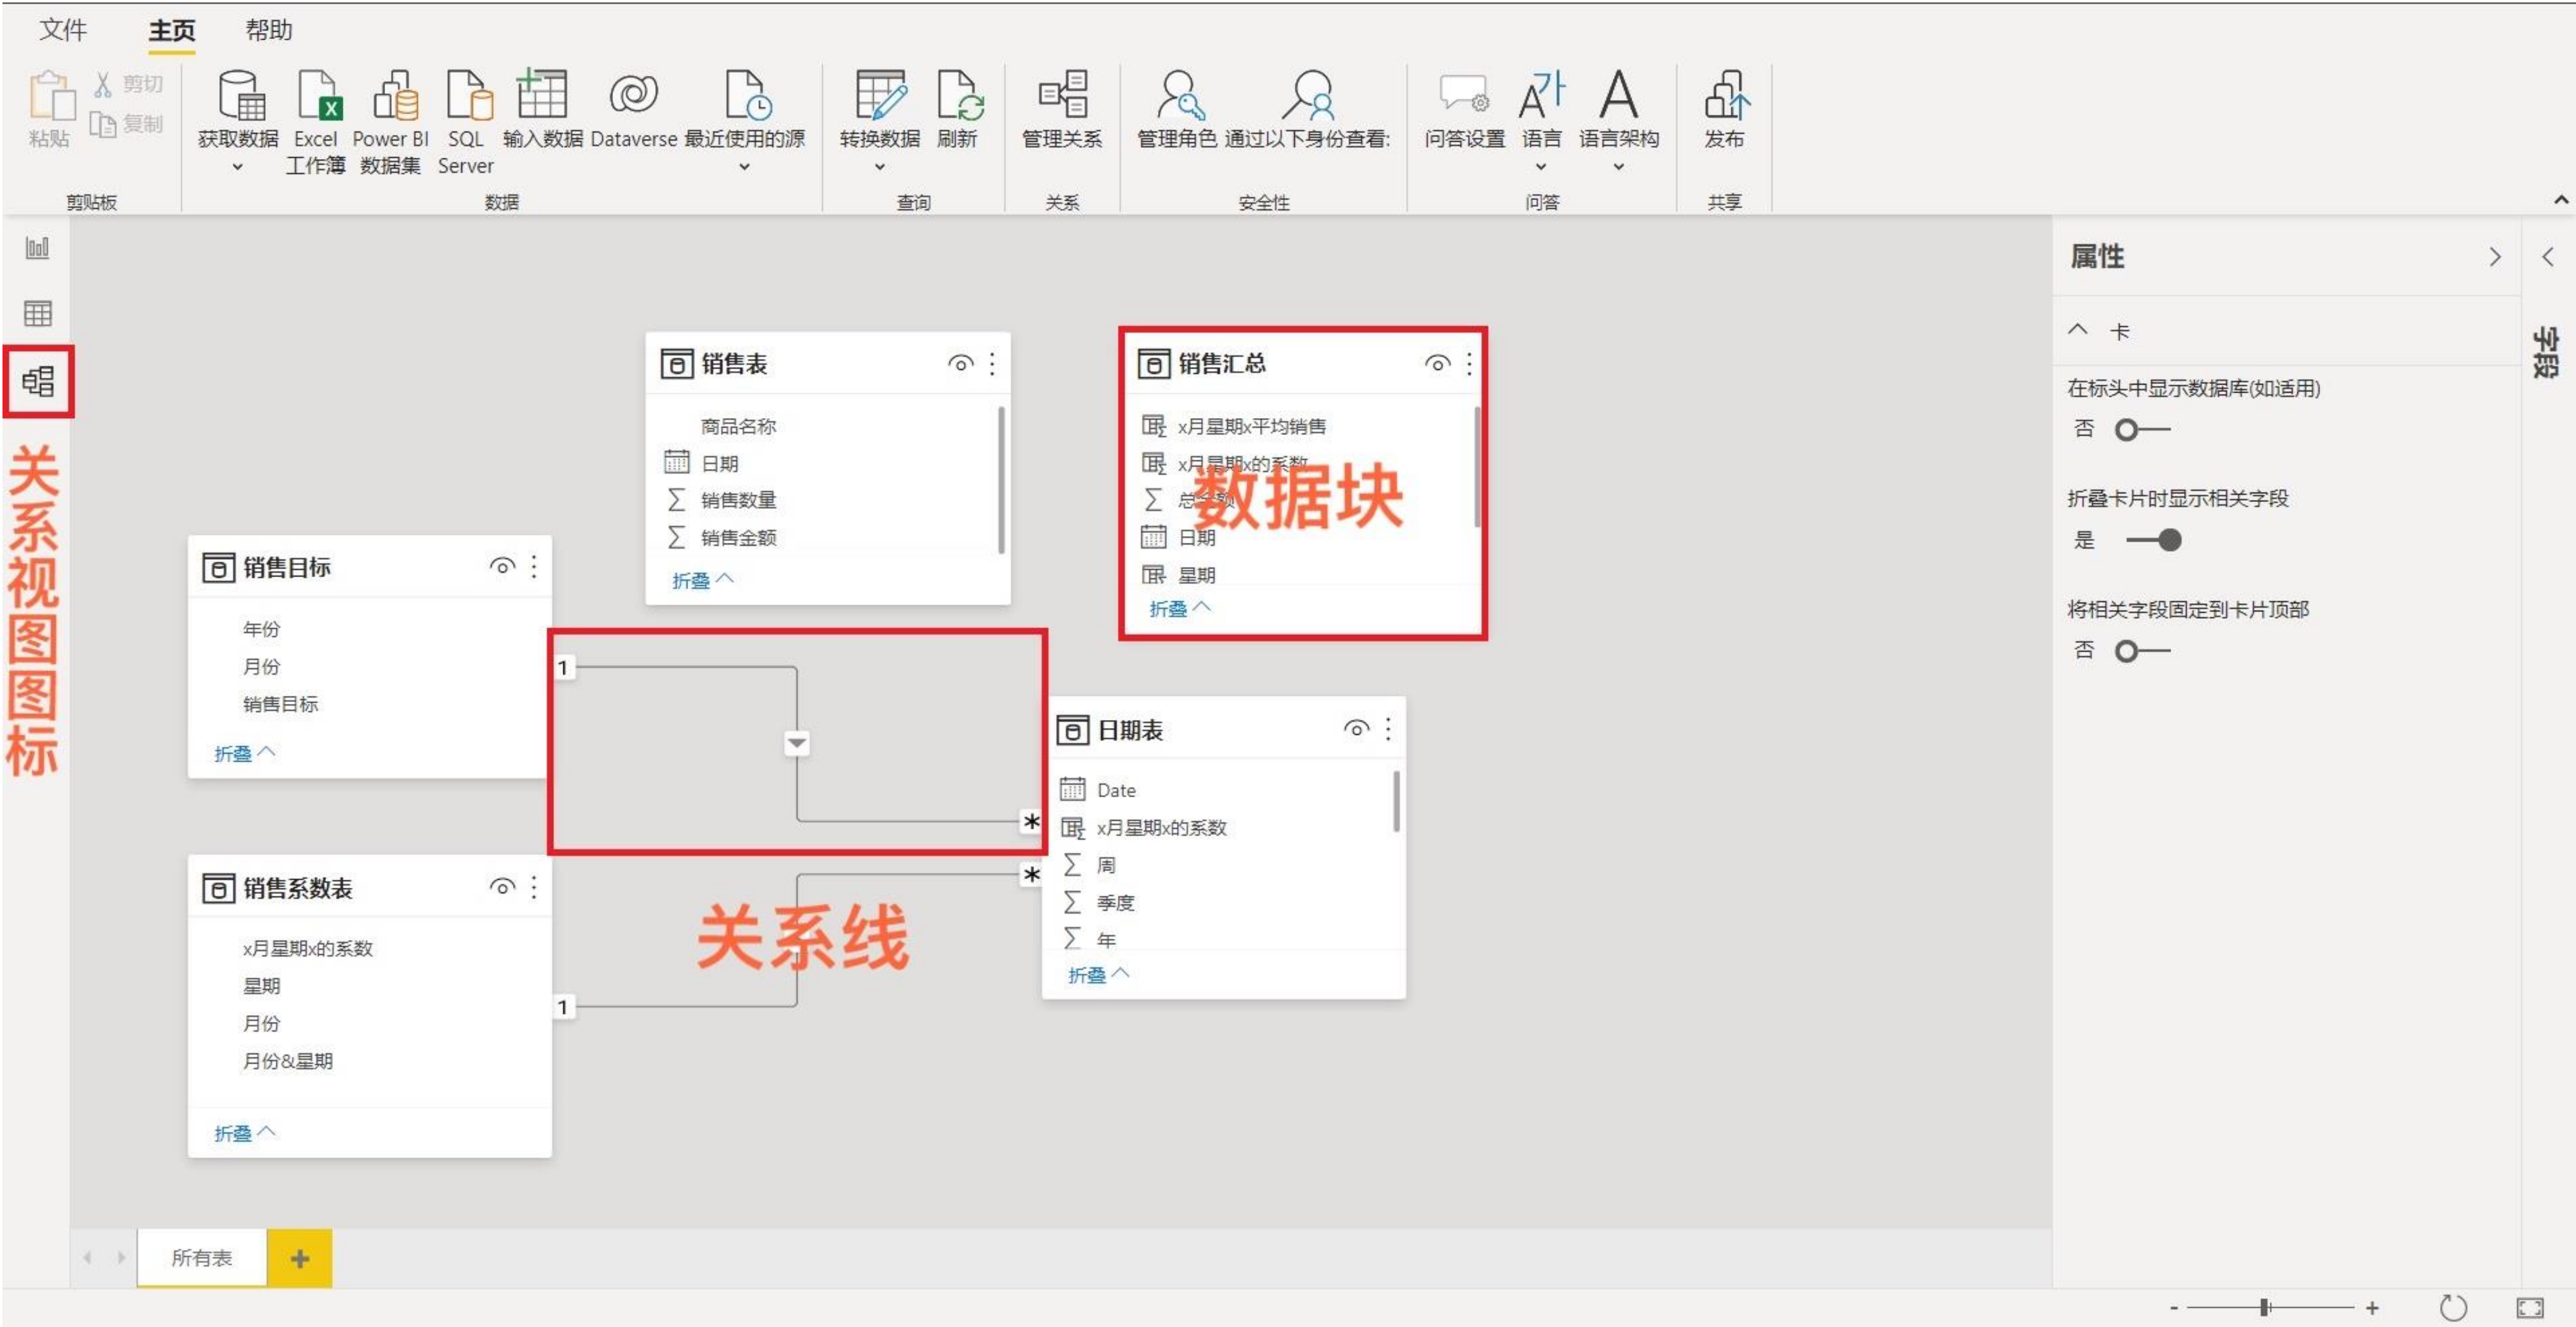 文件 主页 帮助
粘贴 剪切 复制
获取数据 Excel 工作簿 Power BI 数据集 SQL Server 输入数据 Dataverse 最近使用的源
转换数据 刷新 管理关系 管理角色 通过以下身份查看: 问答设置 语言 语言架构 发布
剪贴板 数据 查询 关系 安全性 问答 共享
关系视图图标
销售表
商品名称
日期
销售数量
销售金额
折叠
销售汇总
x月星期x平均销售
x月星期x的系数
总金额
日期
星期
折叠
数据块
销售目标
年份
月份
销售目标
折叠
1
*
日期表
Date
x月星期x的系数
周
季度
年
折叠
销售系数表
x月星期x的系数
星期
月份
月份&星期
折叠
1
*
关系线
属性
卡
在标头中显示数据库(如适用)
否
折叠卡片时显示相关字段
是
将相关字段固定到卡片顶部
否
字段
所有表 +
- +